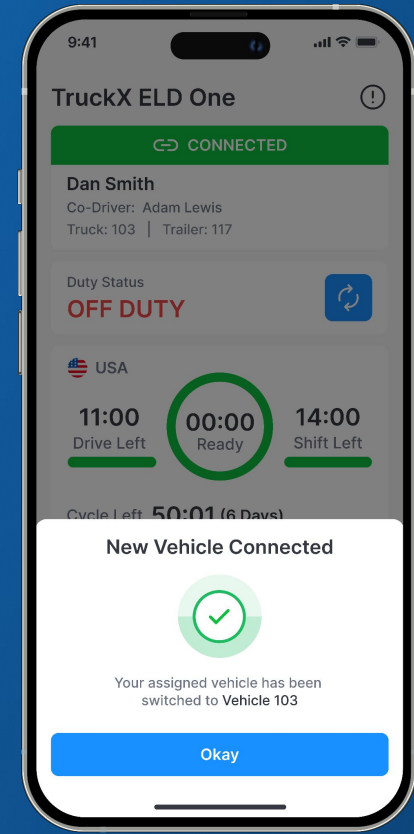 9:41
TruckX ELD One
CONNECTED
Dan Smith
Co-Driver: Adam Lewis
Truck: 103 | Trailer: 117
Duty Status
OFF DUTY
USA
11:00
Drive Left
00:00
Ready
14:00
Shift Left
Cycle Left 50:01 (6 Days)
New Vehicle Connected
Your assigned vehicle has been
switched to Vehicle 103
Okay